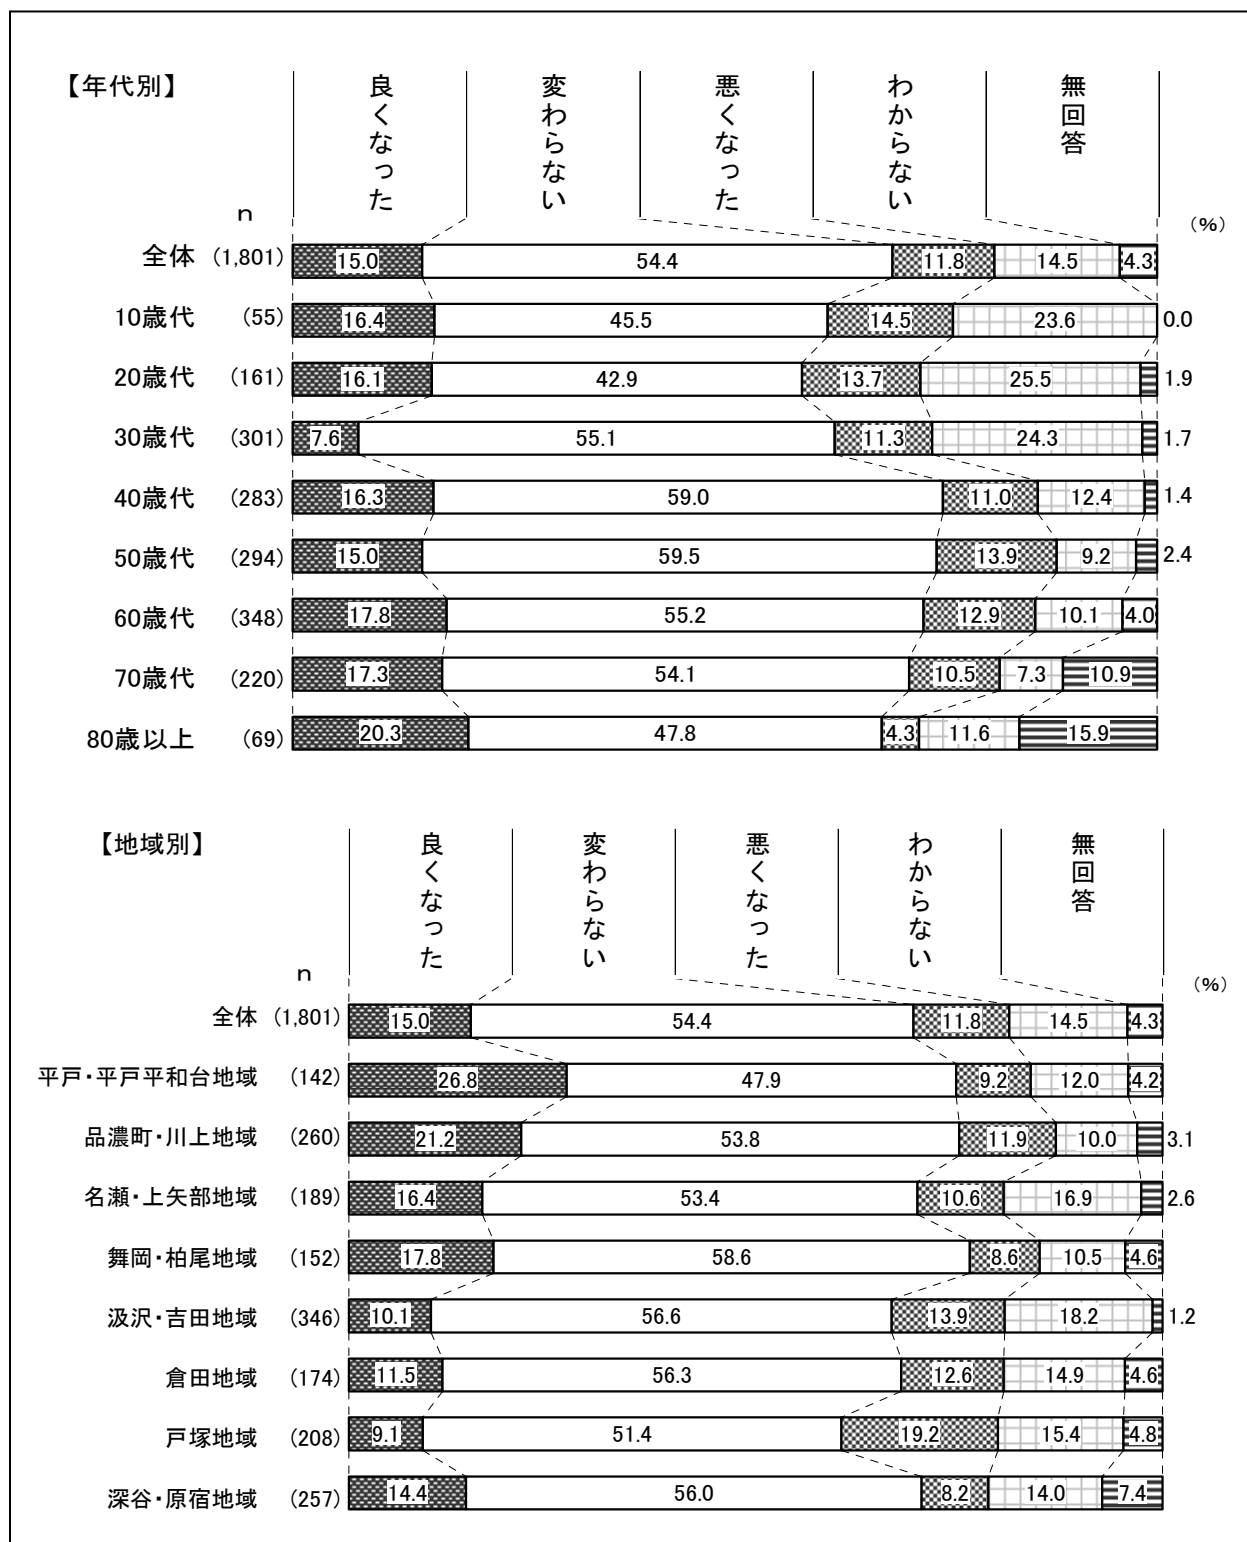 【年代別】
良くなった 変わらない 悪くなった わからない 無回答
n
(%)
全体 (1,801) 15.0 54.4 11.8 14.5 4.3
10歳代 (55) 16.4 45.5 14.5 23.6 0.0
20歳代 (161) 16.1 42.9 13.7 25.5 1.9
30歳代 (301) 7.6 55.1 11.3 24.3 1.7
40歳代 (283) 16.3 59.0 11.0 12.4 1.4
50歳代 (294) 15.0 59.5 13.9 9.2 2.4
60歳代 (348) 17.8 55.2 12.9 10.1 4.0
70歳代 (220) 17.3 54.1 10.5 7.3 10.9
80歳以上 (69) 20.3 47.8 4.3 11.6 15.9
【地域別】
良くなった 変わらない 悪くなった わからない 無回答
n
(%)
全体 (1,801) 15.0 54.4 11.8 14.5 4.3
平戸・平戸平和台地域 (142) 26.8 47.9 9.2 12.0 4.2
品濃町・川上地域 (260) 21.2 53.8 11.9 10.0 3.1
名瀬・上矢部地域 (189) 16.4 53.4 10.6 16.9 2.6
舞岡・柏尾地域 (152) 17.8 58.6 8.6 10.5 4.6
汲沢・吉田地域 (346) 10.1 56.6 13.9 18.2 1.2
倉田地域 (174) 11.5 56.3 12.6 14.9 4.6
戸塚地域 (208) 9.1 51.4 19.2 15.4 4.8
深谷・原宿地域 (257) 14.4 56.0 8.2 14.0 7.4